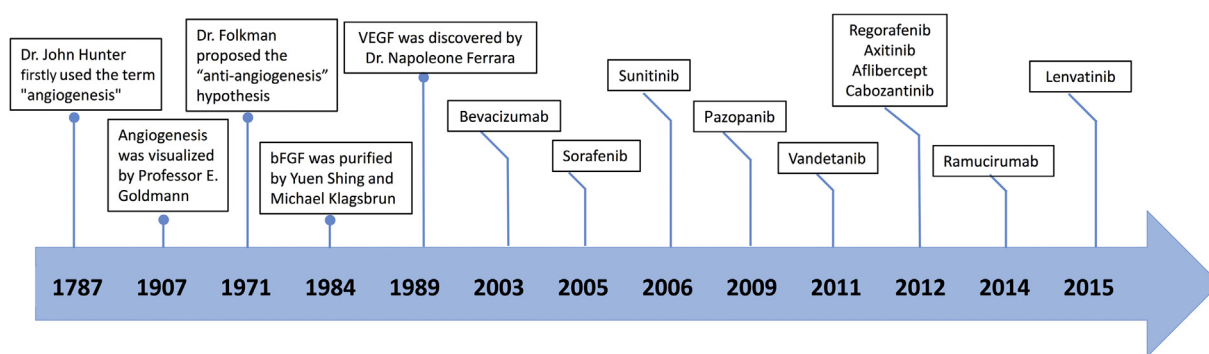 Dr. John Hunter
firstly used the term
"angiogenesis"
Angiogenesis
was visualized
by Professor E.
Goldmann
Dr. Folkman
proposed the
“anti-angiogenesis”
hypothesis
bFGF was purified
by Yuen Shing and
Michael Klagsbrun
VEGF was discovered by
Dr. Napoleone Ferrara
Bevacizumab
Sorafenib
Sunitinib
Pazopanib
Vandetanib
Regorafenib
Axitinib
Aflibercept
Cabozantinib
Ramucirumab
Lenvatinib
1787 1907 1971 1984 1989 2003 2005 2006 2009 2011 2012 2014 2015